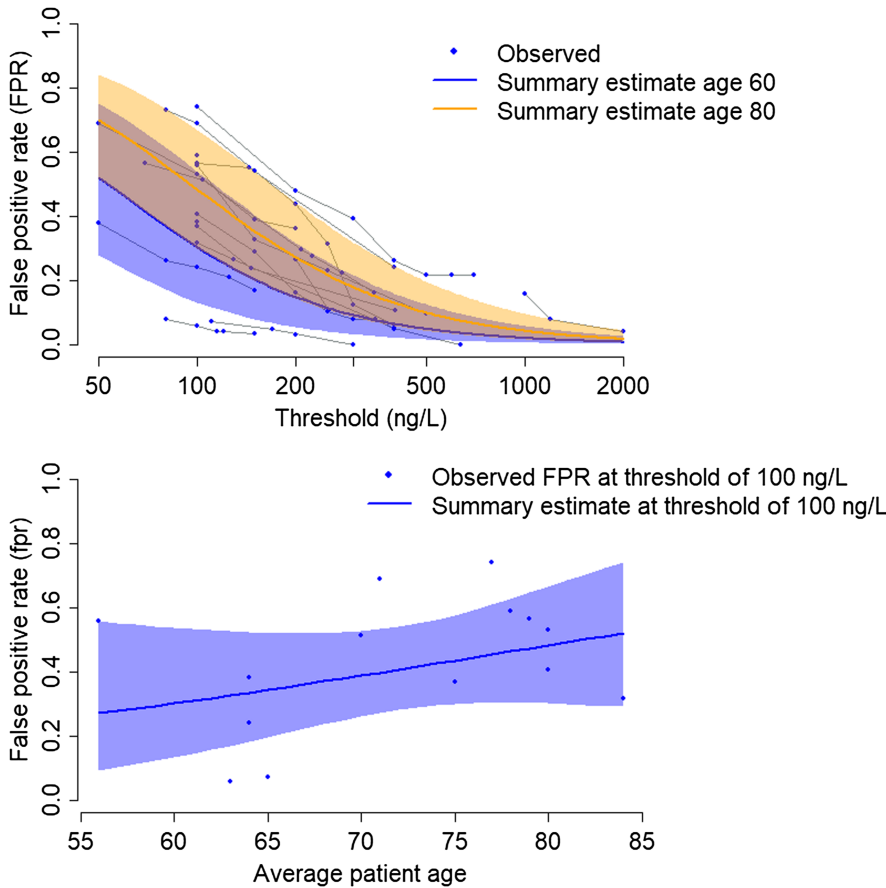 Observed
Summary estimate age 60
Summary estimate age 80
False positive rate (FPR)
1.0
0.8
0.6
0.4
0.2
0.0
50 100 200 500 1000 2000
Threshold (ng/L)
Observed FPR at threshold of 100 ng/L
Summary estimate at threshold of 100 ng/L
False positive rate (fpr)
1.0
0.8
0.6
0.4
0.2
0.0
55 60 65 70 75 80 85
Average patient age